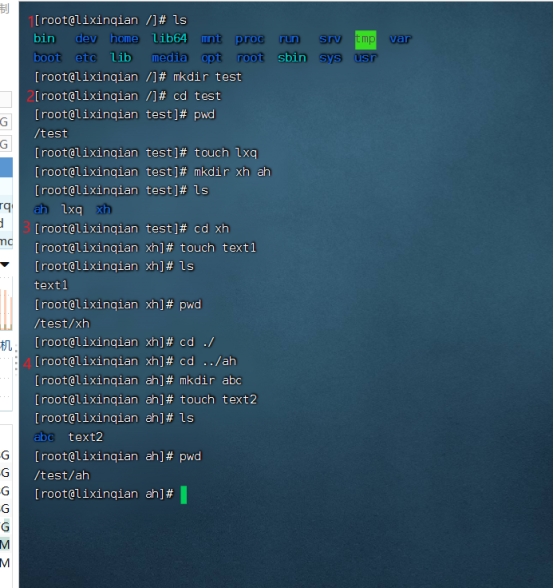 制
1[root@lixinqian /]# ls
bin dev home lib64 mnt proc run srv tmp var
boot etc lib media opt root sbin sys usr
[root@lixinqian /]# mkdir test
2[root@lixinqian /]# cd test
G [root@lixinqian test]# pwd
/test
G [root@lixinqian test]# touch lxq
[root@lixinqian test]# mkdir xh ah
[root@lixinqian test]# ls
ah lxq xh
3[root@lixinqian test]# cd xh
[root@lixinqian xh]# touch text1
[root@lixinqian xh]# ls
text1
[root@lixinqian xh]# pwd
/test/xh
机 [root@lixinqian xh]# cd ./
4[root@lixinqian xh]# cd ../ah
[root@lixinqian ah]# mkdir abc
[root@lixinqian ah]# touch text2
[root@lixinqian ah]# ls
abc text2
G [root@lixinqian ah]# pwd
G /test/ah
G [root@lixinqian ah]#
G
G
M
M